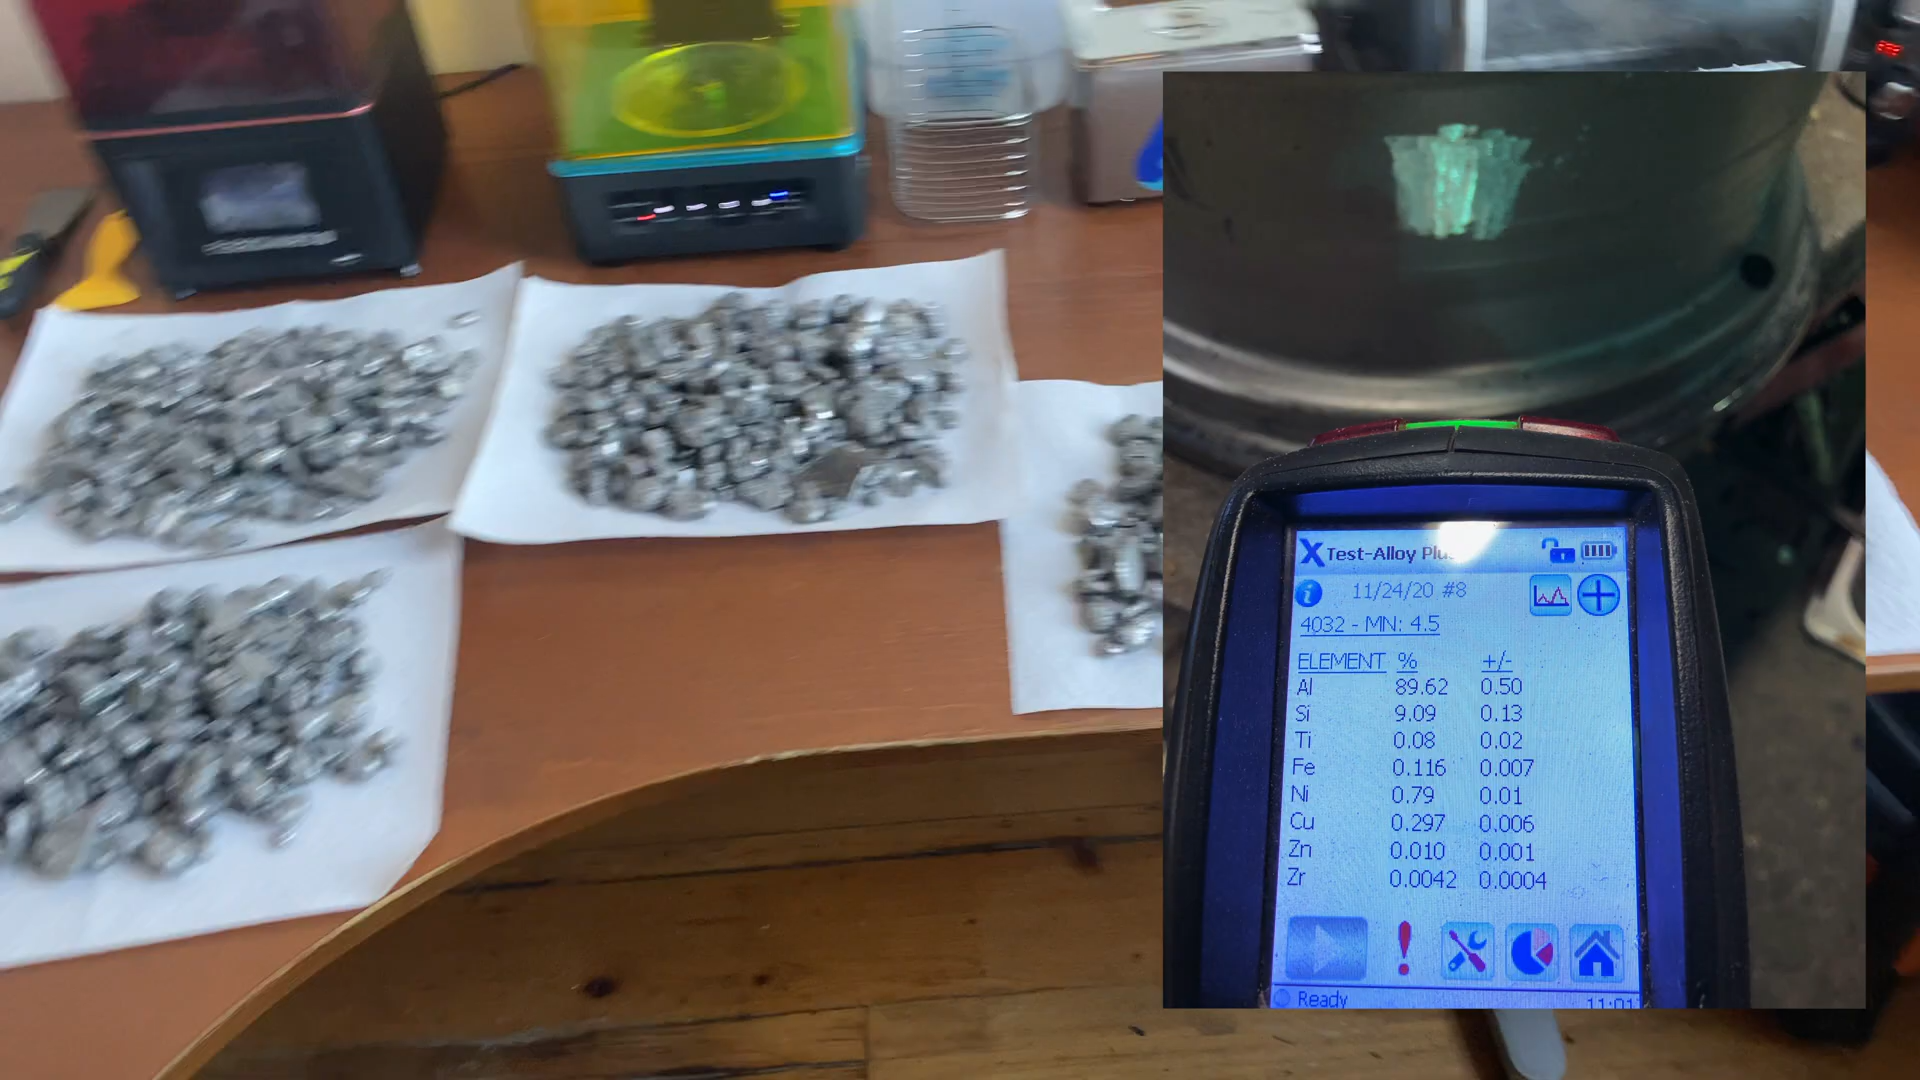 X Test-Alloy Plu
11/24/20 #8
4032 - MN: 4.5
ELEMENT % +/-
Al 89.62 0.50
Si 9.09 0.13
Ti 0.08 0.02
Fe 0.116 0.007
Ni 0.79 0.01
Cu 0.297 0.006
Zn 0.010 0.001
Zr 0.0042 0.0004
Ready 11:01